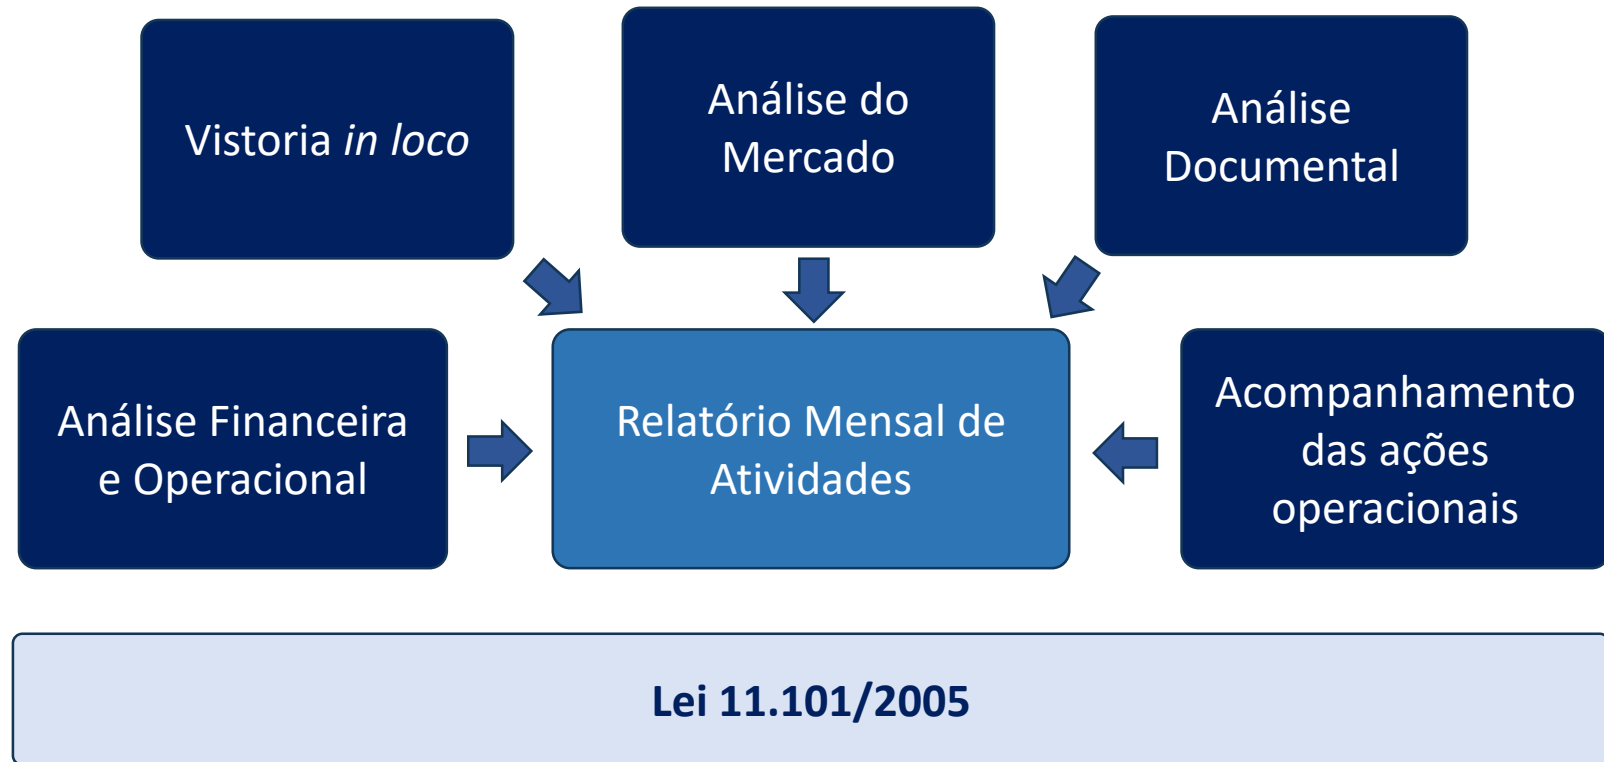 Vistoria in loco
Análise do
Mercado
Análise
Documental
Análise Financeira
e Operacional
Relatório Mensal de
Atividades
Acompanhamento
das ações
operacionais
Lei 11.101/2005